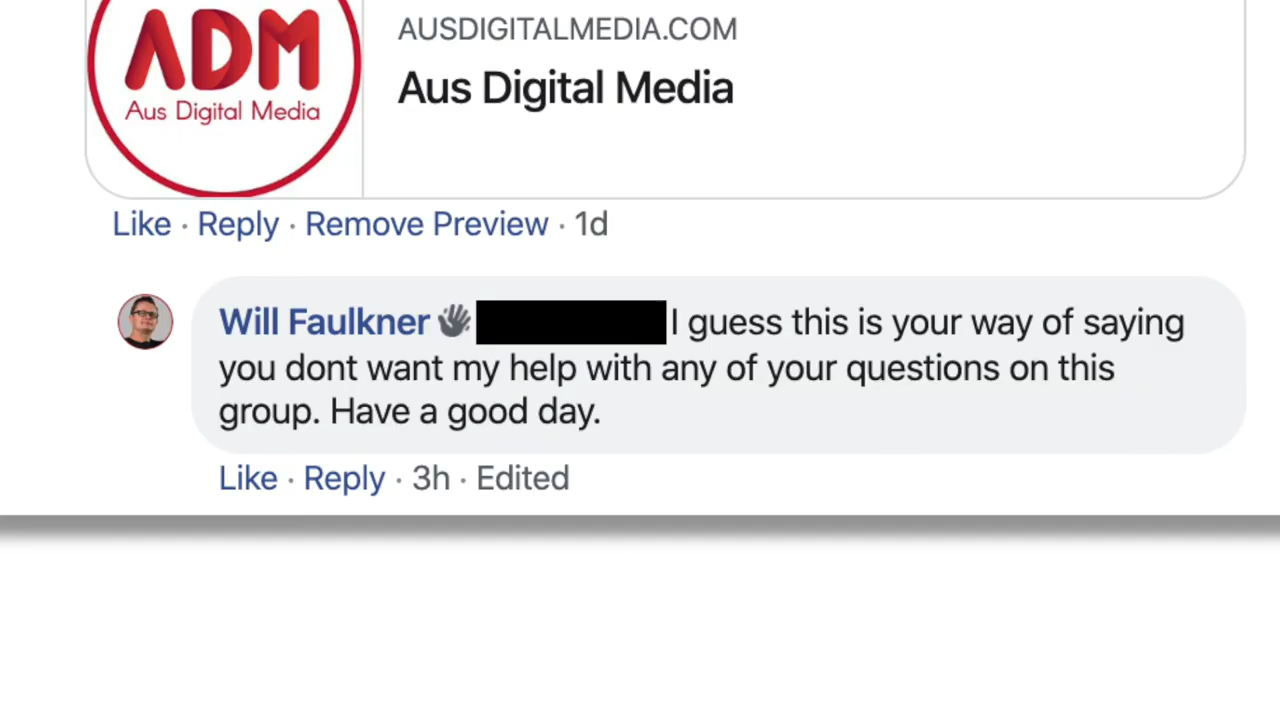 ADM
Aus Digital Media
AUSDIGITALMEDIA.COM
Aus Digital Media
Like · Reply · Remove Preview · 1d
Will Faulkner I guess this is your way of saying
you dont want my help with any of your questions on this
group. Have a good day.
Like · Reply · 3h · Edited